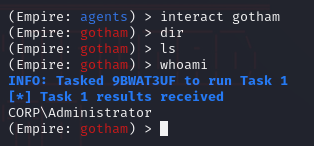 (Empire: agents) > interact gotham
(Empire: gotham) > dir
(Empire: gotham) > ls
(Empire: gotham) > whoami
INFO: Tasked 9BWAT3UF to run Task 1
[*] Task 1 results received
CORP\Administrator
(Empire: gotham) >